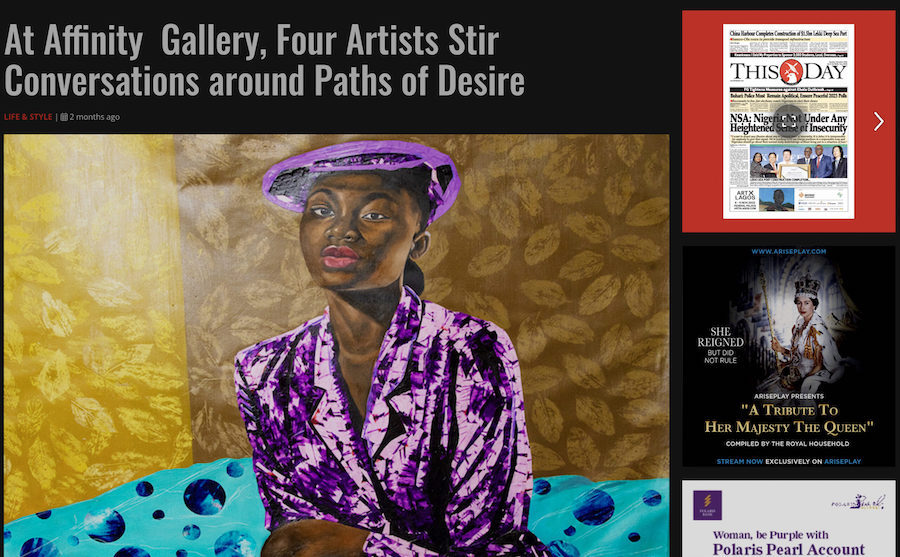 At Affinity Gallery, Four Artists Stir
Conversations around Paths of Desire
LIFE & STYLE | 2 months ago
China Harbour Completes Construction of $1.5bn Lekki Deep Sea Port
THISDAY
FG Tightens Measures against Ebola Outbreak
Buhari: Police Must Remain Apolitical, Ensure Peaceful 2023 Polls
NSA: Nigeria Not Under Any
Heightened Sense of Insecurity
ART X
LAGOS
WWW.ARISEPLAY.COM
SHE
REIGNED
BUT DID
NOT RULE
ARISEPLAY PRESENTS
"A TRIBUTE TO
HER MAJESTY THE QUEEN"
COMPILED BY THE ROYAL HOUSEHOLD
STREAM NOW EXCLUSIVELY ON ARISEPLAY
POLARIS
BANK
Woman, be Purple with
Polaris Pearl Account